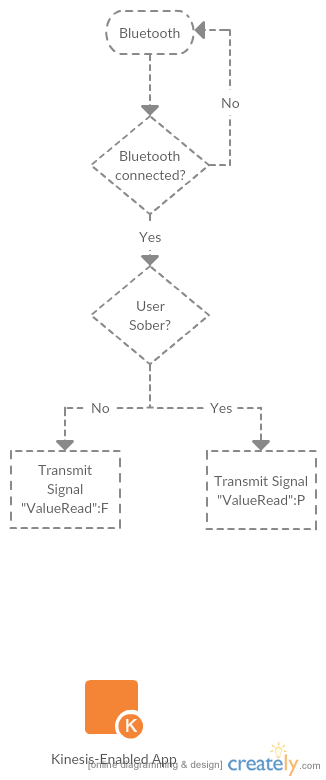 Bluetooth
No
Bluetooth
connected?
Yes
User
Sober?
No
Yes
Transmit
Signal
"ValueRead":F
Transmit Signal
"ValueRead":P
K
Kinesis-Enabled App
[online diagramming & design]
creately.com